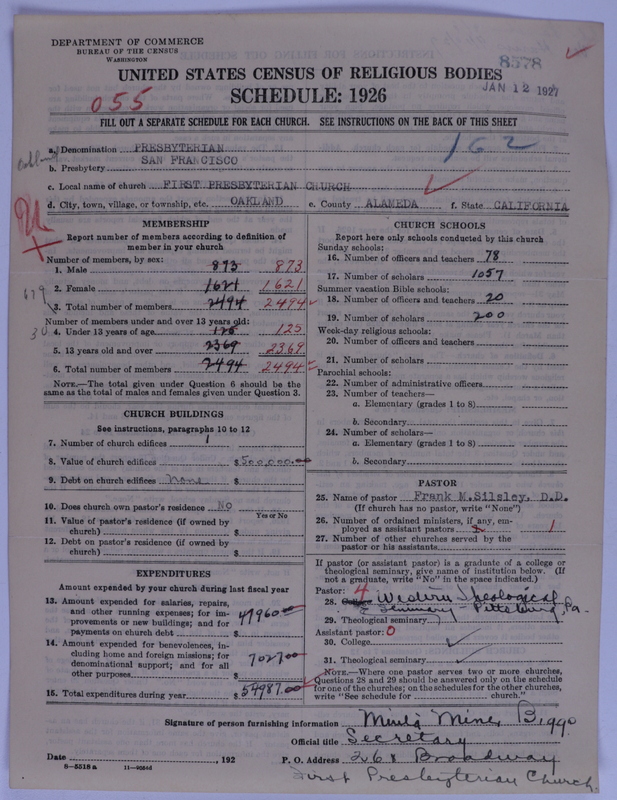 DEPARTMENT OF COMMERCE
BUREAU OF THE CENSUS
WASHINGTON
8578
JAN 12 1927
UNITED STATES CENSUS OF RELIGIOUS BODIES
SCHEDULE: 1926
055
FILL OUT A SEPARATE SCHEDULE FOR EACH CHURCH. SEE INSTRUCTIONS ON THE BACK OF THIS SHEET
162
a. Denomination PRESBYTERIAN
Oakland
b. Presbytery SAN FRANCISCO
c. Local name of church FIRST PRESBYTERIAN CHURCH
d. City, town, village, or township, etc. OAKLAND e. County ALAMEDA f. State CALIFORNIA
MEMBERSHIP
Report number of members according to definition of
member in your church
Number of members, by sex:
1. Male 873 873
2. Female 1621 1621
679
3. Total number of members 2494 2494
Number of members under and over 13 years old:
30
4. Under 13 years of age 125 125
5. 13 years old and over 2369 2369
6. Total number of members 2494 2494
NOTE.—The total given under Question 6 should be the
same as the total of males and females given under Question 3.
CHURCH BUILDINGS
See instructions, paragraphs 10 to 12
7. Number of church edifices 1
8. Value of church edifices $500,000.00
9. Debt on church edifices None $
10. Does church own pastor's residence No
Yes or No
11. Value of pastor's residence (if owned by
church) $
12. Debt on pastor's residence (if owned by
church) $
EXPENDITURES
Amount expended by your church during last fiscal year
13. Amount expended for salaries, repairs,
and other running expenses; for im-
provements or new buildings; and for
payments on church debt $ 47960.00
14. Amount expended for benevolences, in-
cluding home and foreign missions; for
denominational support; and for all
other purposes $ 7027.00
15. Total expenditures during year $ 54987.00
CHURCH SCHOOLS
Report here only schools conducted by this church
Sunday schools:
16. Number of officers and teachers 78
17. Number of scholars 1057
Summer vacation Bible schools:
18. Number of officers and teachers 20
19. Number of scholars 200
Week-day religious schools:
20. Number of officers and teachers
21. Number of scholars
Parochial schools:
22. Number of administrative officers
23. Number of teachers—
a. Elementary (grades 1 to 8)
b. Secondary
24. Number of scholars—
a. Elementary (grades 1 to 8)
b. Secondary
PASTOR
25. Name of pastor Frank M.Silsley, D.D.
(If church has no pastor, write "None")
26. Number of ordained ministers, if any, em-
ployed as assistant pastors 1 1
27. Number of other churches served by the
pastor or his assistants
If pastor (or assistant pastor) is a graduate of a college or
theological seminary, give name of institution below. (If
not a graduate, write "No" in the space indicated.)
Pastor: 4
28. College Western Theological
Seminary Pittsburg, Pa.
29. Theological seminary
Assistant pastor: 0
30. College
31. Theological seminary
NOTE.—Where one pastor serves two or more churches,
Questions 28 and 29 should be answered only on the schedule
for one of the churches; on the schedules for the other churches,
write "See schedule for church."
Signature of person furnishing information
Official title Secretary
Date , 192 P. O. Address Broadway
8—5518 a
First Presbyterian Church.